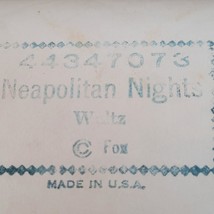 44347073
Neapolitan Nights
Waltz
© Fox
MADE IN U.S.A.